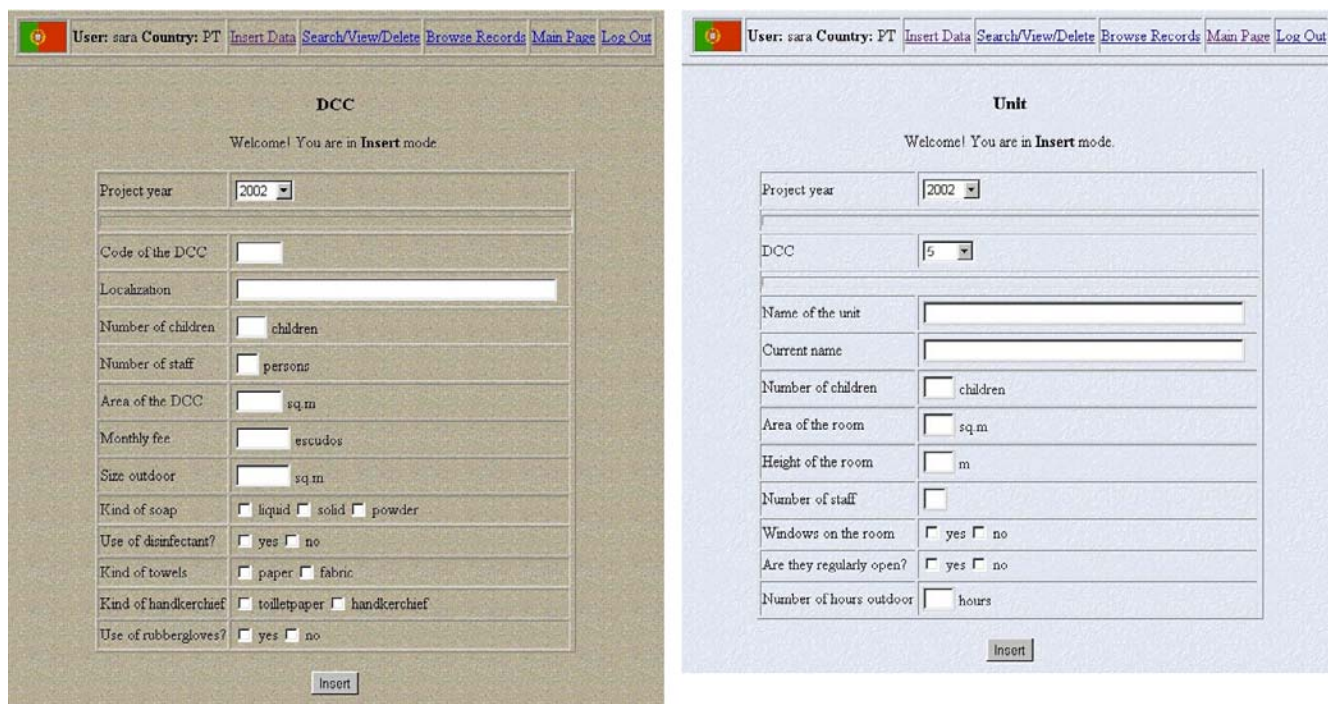 User: sara Country: PT Insert Data Search/View/Delete Browse Records Main Page Log Out
DCC
Welcome! You are in Insert mode
Project year 2002
Code of the DCC
Localization
Number of children children
Number of staff persons
Area of the DCC sq.m
Monthly fee escudos
Size outdoor sq.m
Kind of soap liquid solid powder
Use of disinfectant? yes no
Kind of towels paper fabric
Kind of handkerchief toilletpaper handkerchief
Use of rubbergloves? yes no
Insert
User: sara Country: PT Insert Data Search/View/Delete Browse Records Main Page Log Out
Unit
Welcome! You are in Insert mode.
Project year 2002
DCC 5
Name of the unit
Current name
Number of children children
Area of the room sq.m
Height of the room m
Number of staff
Windows on the room yes no
Are they regularly open? yes no
Number of hours outdoor hours
Insert